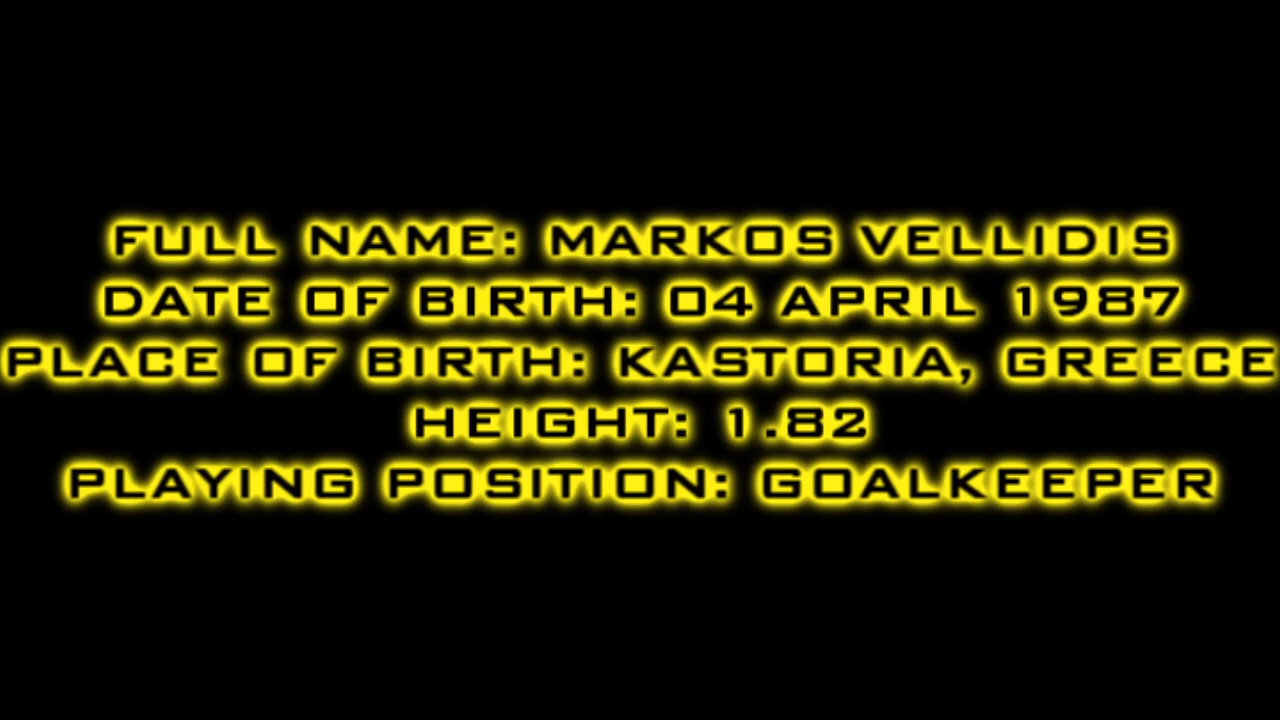 FULL NAME: MARKOS VELLIDIS
DATE OF BIRTH: 04 APRIL 1987
PLACE OF BIRTH: KASTORIA, GREECE
HEIGHT: 1.82
PLAYING POSITION: GOALKEEPER